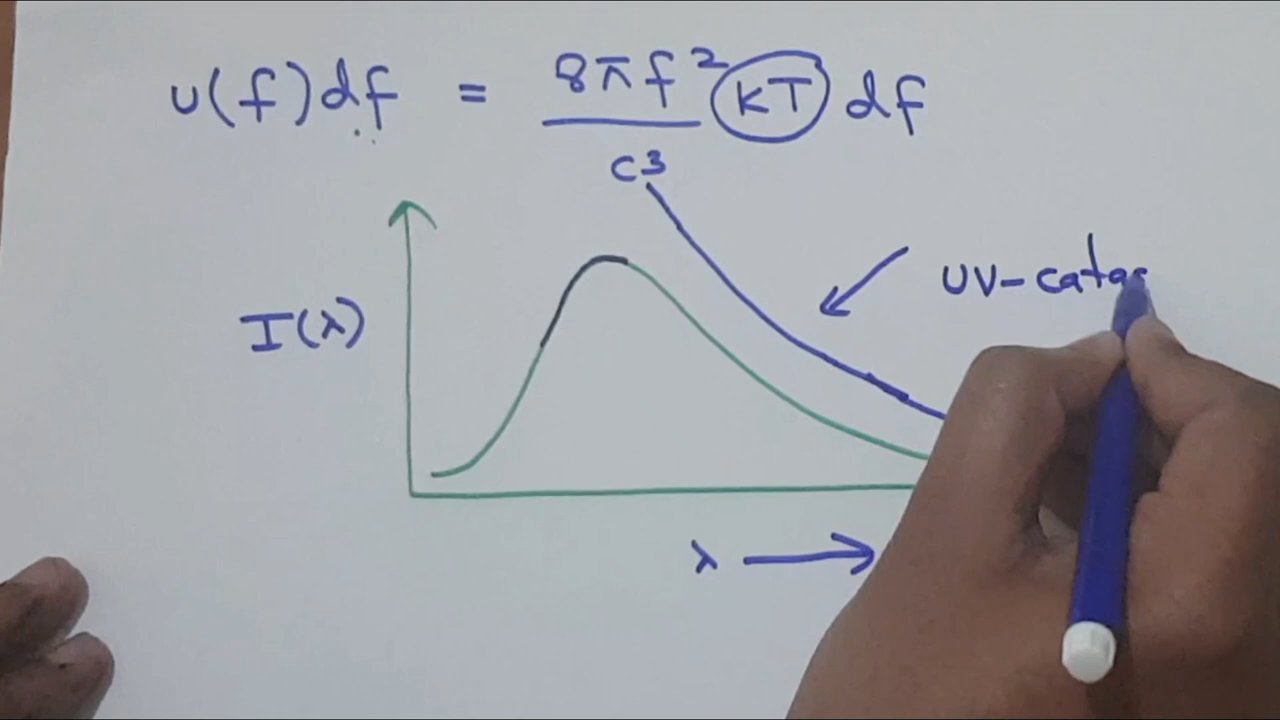 u(f)df = 8πf² kT df
c3
I(λ)
UV-catas
λ